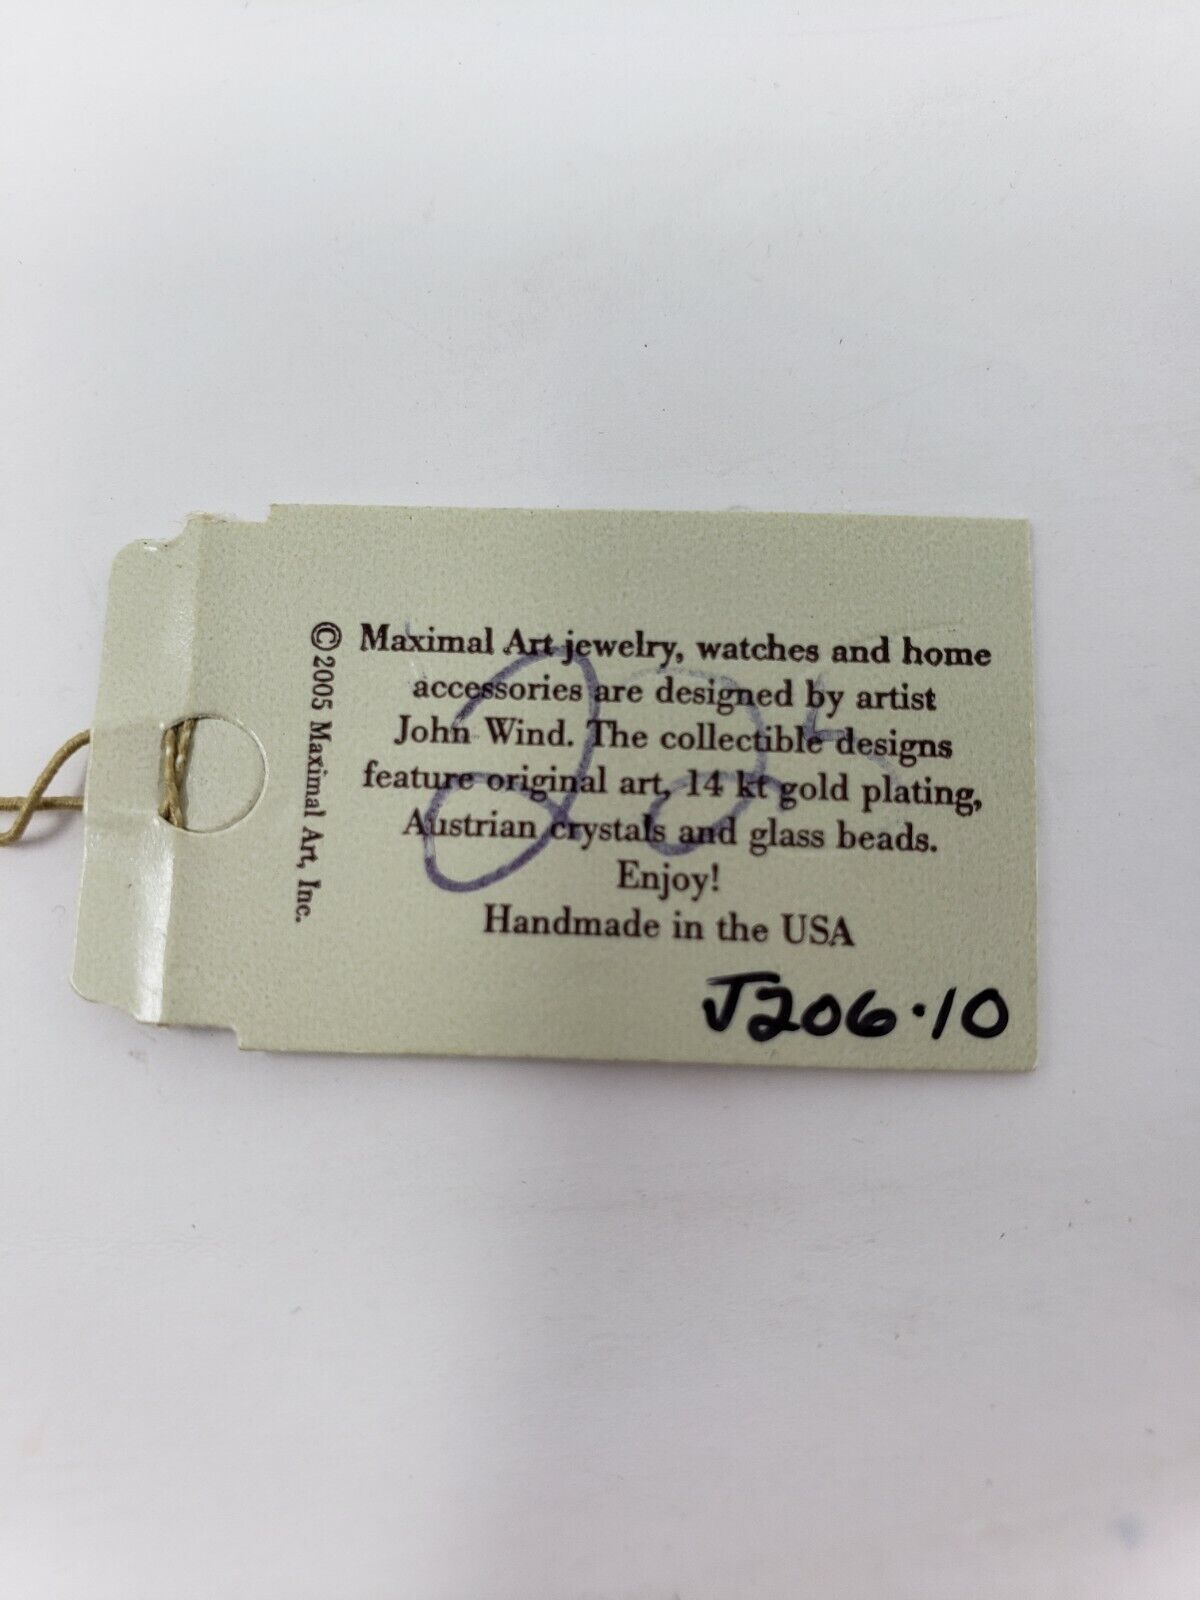 Maximal Art jewelry, watches and home
accessories are designed by artist
John Wind. The collectible designs
feature original art, 14 kt gold plating,
Austrian crystals and glass beads.
Enjoy!
Handmade in the USA
© 2005 Maximal Art, Inc.
J206.10